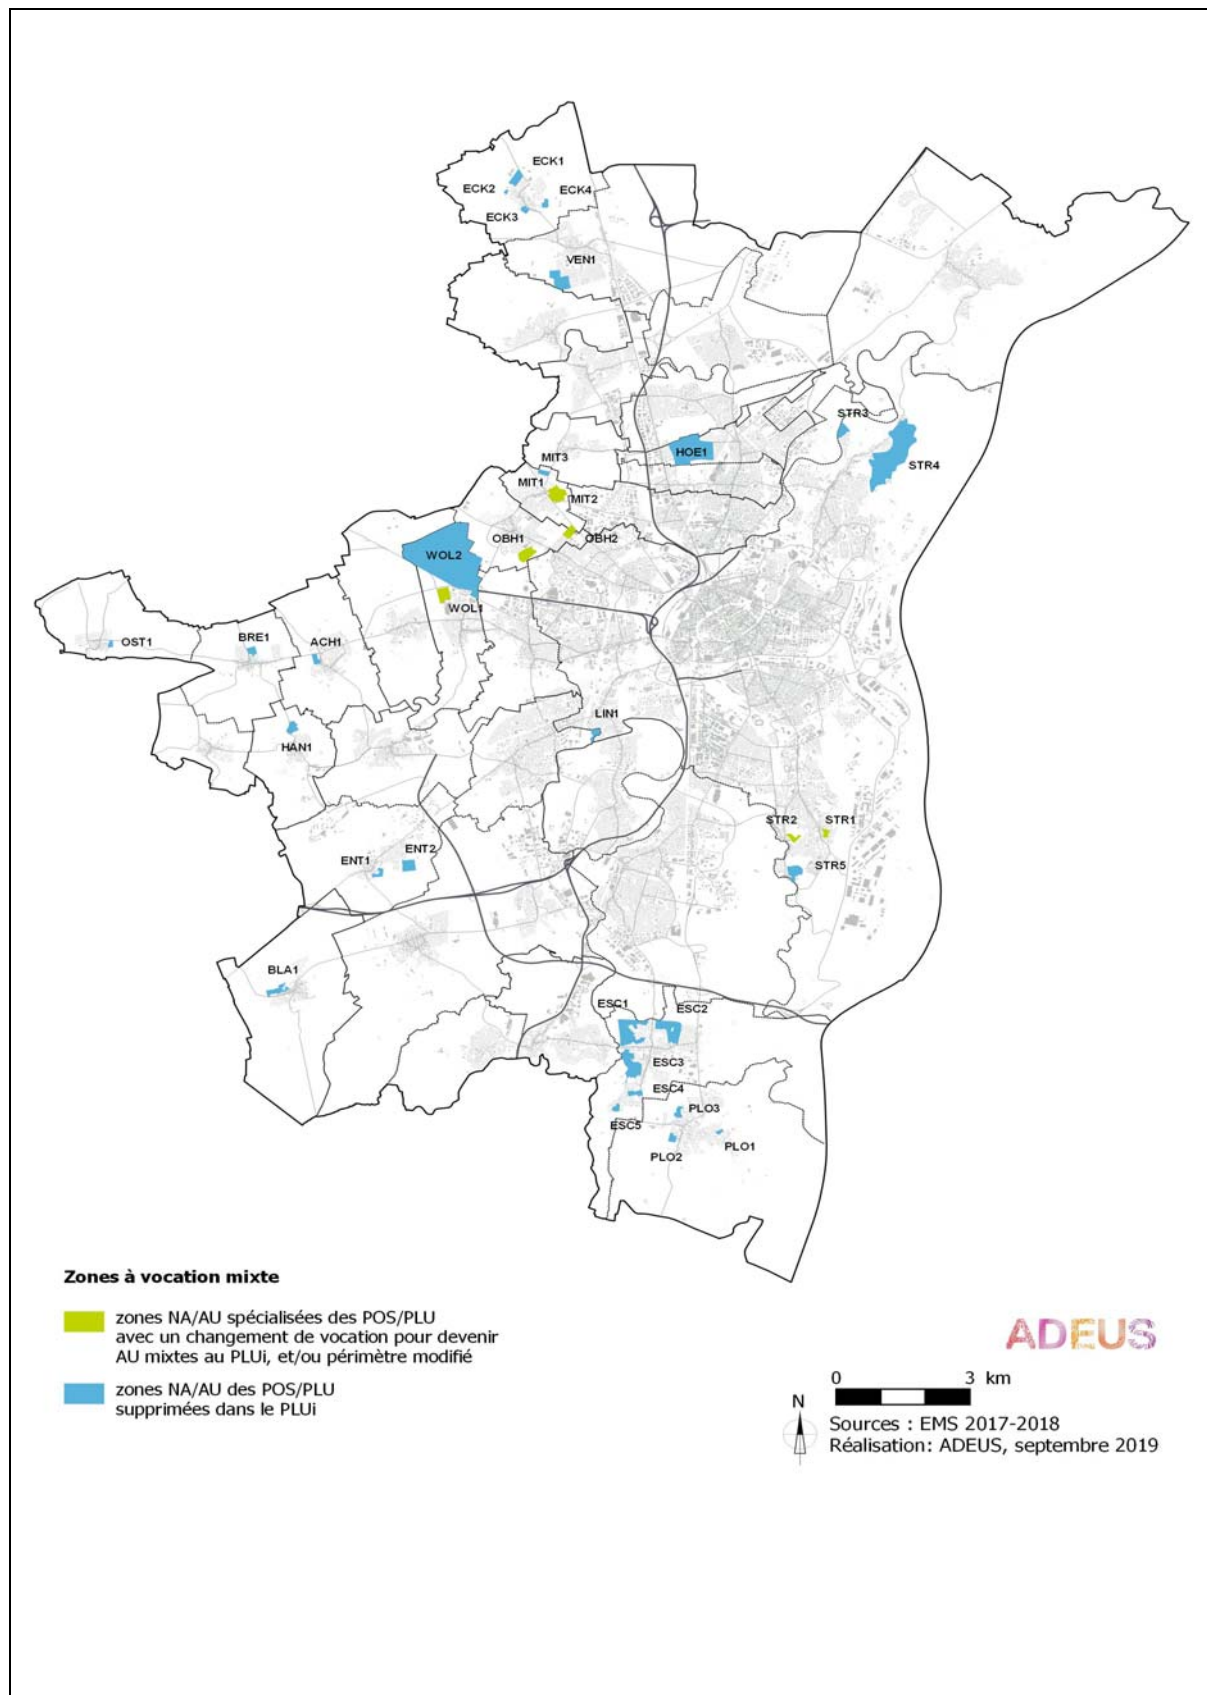 ECK1
ECK2
ECK4
ECK3
VEN1
STR3
HOE1
STR4
MIT3
MIT1
MIT2
OBH1
OBH2
WOL2
WOL1
OST1
BRE1
ACH1
LIN1
HAN1
STR2
STR1
ENT1
ENT2
STR5
BLA1
ESC1
ESC2
ESC3
ESC4
PLO3
ESC5
PLO2
PLO1
Zones à vocation mixte
zones NA/AU spécialisées des POS/PLU
avec un changement de vocation pour devenir
AU mixtes au PLUi, et/ou périmètre modifié
zones NA/AU des POS/PLU
supprimées dans le PLUi
ADEUS
0 3 km
N
Sources : EMS 2017-2018
Réalisation: ADEUS, septembre 2019